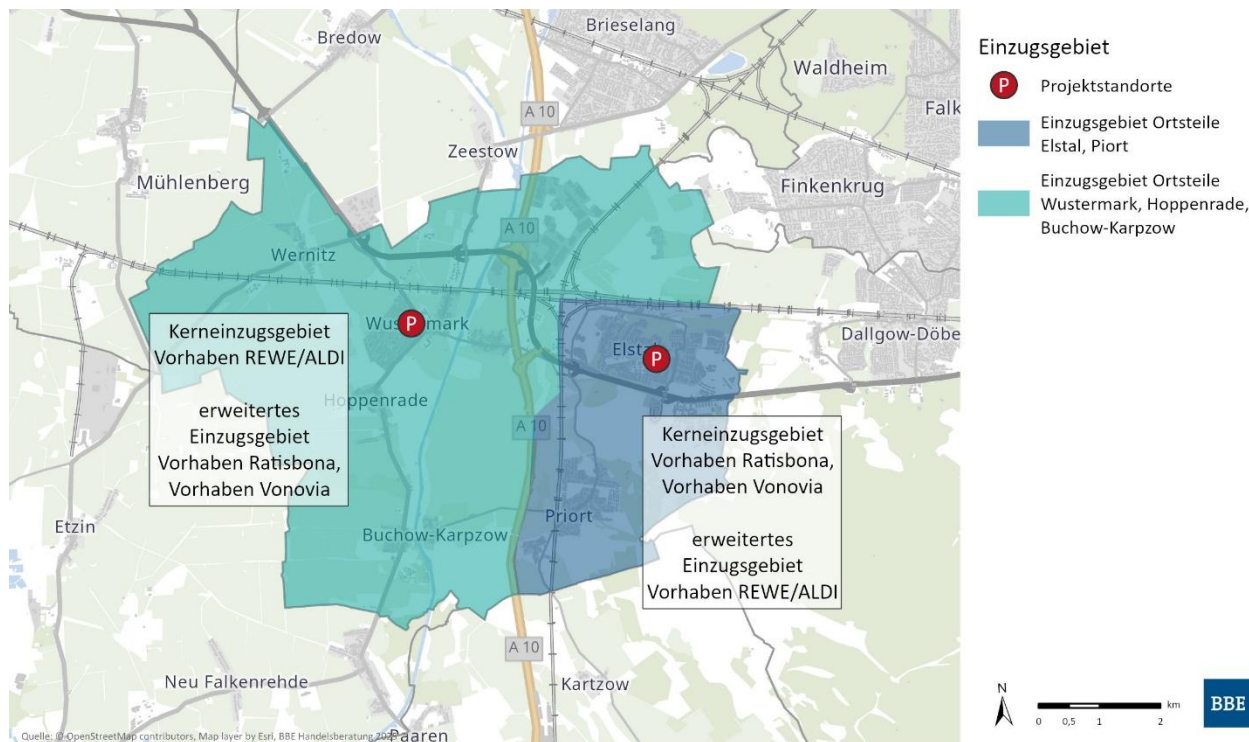 Bredow
Brieselang
Waldheim
Falk
A 10
Zeestow
Mühlenberg
Finkenkrug
A 10
Wernitz
P
Wustermark
Dallgow-Döbe
Elstal
P
Kerneinzugsgebiet
Vorhaben REWE/ALDI
erweitertes
Einzugsgebiet
Vorhaben Ratisbona,
Vorhaben Vonovia
Hoppenrade
A 10
Kerneinzugsgebiet
Vorhaben Ratisbona,
Vorhaben Vonovia
erweitertes
Einzugsgebiet
Vorhaben REWE/ALDI
Priort
Etzin
Buchow-Karpzow
A 10
Neu Falkenrehde
Kartzow
Paaren
Quelle: © OpenStreetMap contributors, Map layer by Esri, BBE Handelsberatung
Einzugsgebiet
P Projektstandorte
Einzugsgebiet Ortsteile
Elstal, Piort
Einzugsgebiet Ortsteile
Wustermark, Hoppenrade,
Buchow-Karpzow
N
0 0,5 1 2 km
BBE